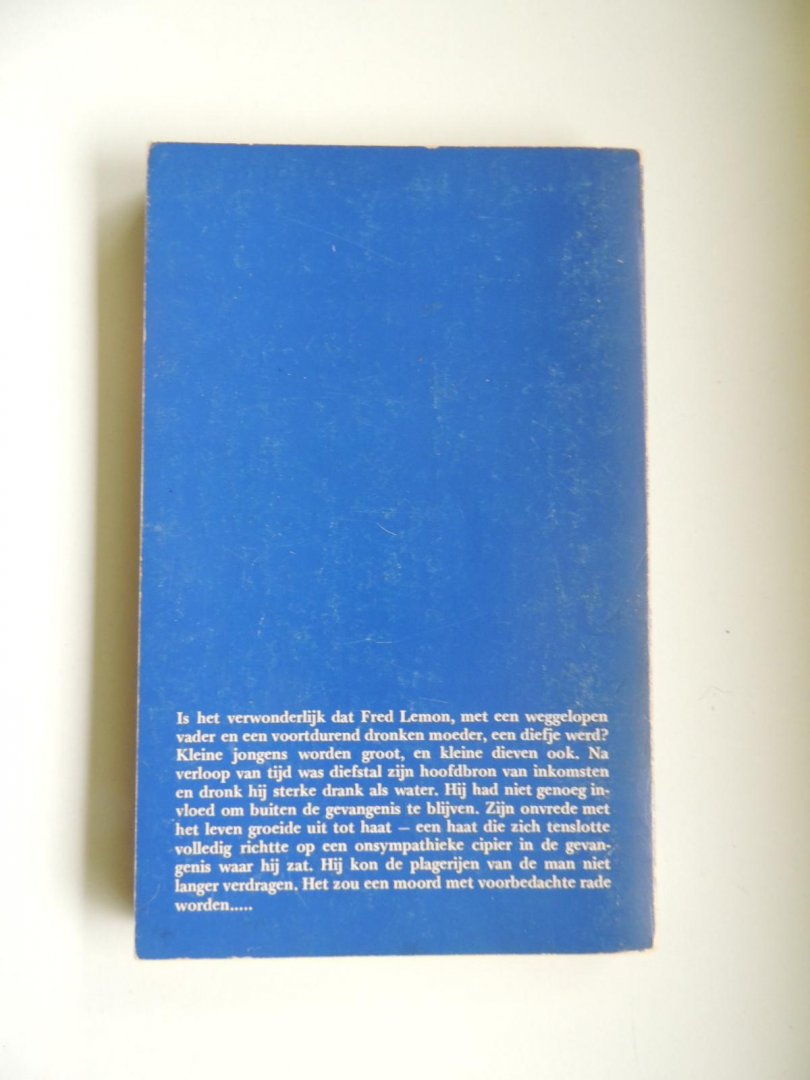 Is het verwonderlijk dat Fred Lemon, met een weggelopen
vader en een voortdurend dronken moeder, een diefje werd?
Kleine jongens worden groot, en kleine dieven ook. Na
verloop van tijd was diefstal zijn hoofdbron van inkomsten
en dronk hij sterke drank als water. Hij had niet genoeg in-
vloed om buiten de gevangenis te blijven. Zijn onvrede met
het leven groeide uit tot haat – een haat die zich tenslotte
volledig richtte op een onsympathieke cipier in de gevan-
genis waar hij zat. Hij kon de plagerijen van de man niet
langer verdragen. Het zou een moord met voorbedachte rade
worden.....